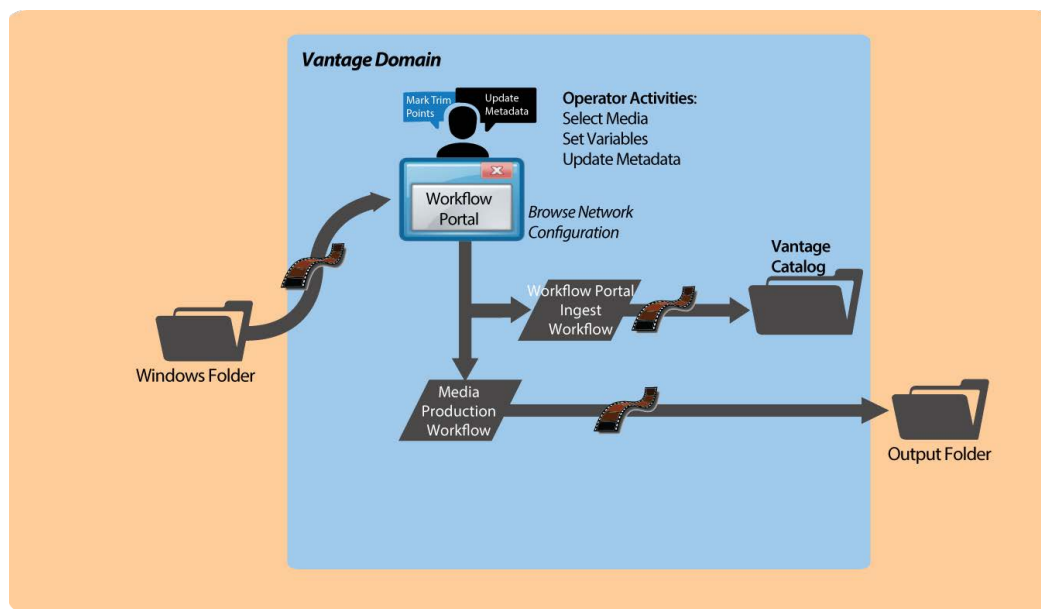 Vantage Domain
Mark Trim
Points
Update
Metadata
Operator Activities:
Select Media
Set Variables
Update Metadata
Workflow
Portal
Browse Network
Configuration
Vantage
Catalog
Workflow Portal
Ingest
Workflow
Windows Folder
Media
Production
Workflow
Output Folder